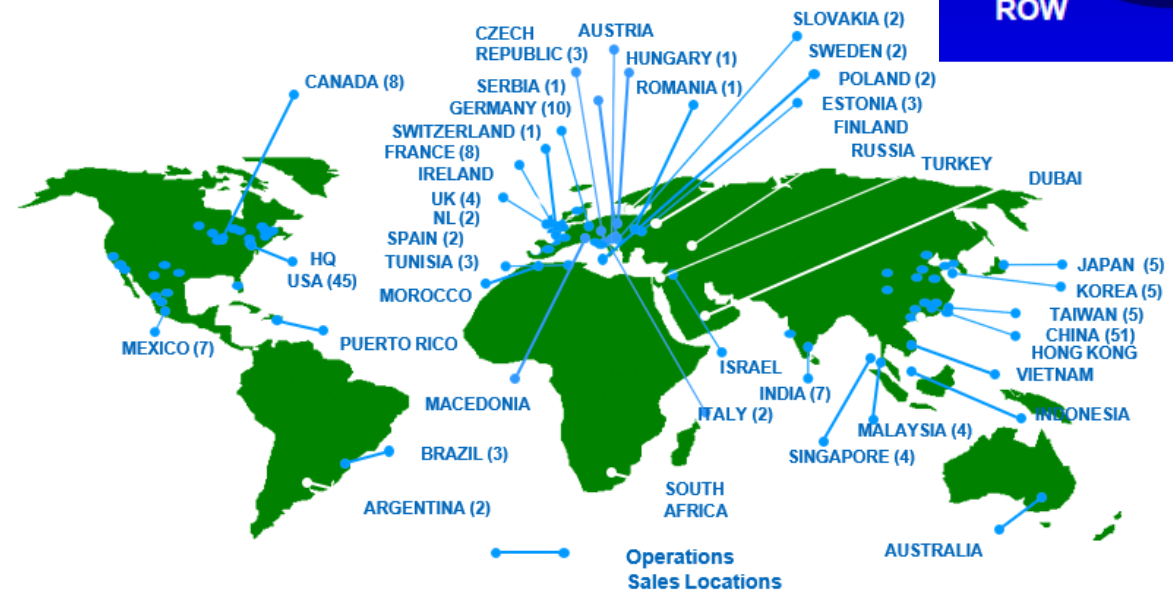 ROW
SLOVAKIA (2)
CZECH
REPUBLIC (3)
AUSTRIA
SWEDEN (2)
HUNGARY (1)
CANADA (8)
POLAND (2)
SERBIA (1)
ROMANIA (1)
GERMANY (10)
ESTONIA (3)
SWITZERLAND (1)
FINLAND
FRANCE (8)
RUSSIA
IRELAND
TURKEY
DUBAI
UK (4)
NL (2)
SPAIN (2)
HQ
USA (45)
TUNISIA (3)
JAPAN (5)
MOROCCO
KOREA (5)
TAIWAN (5)
CHINA (51)
HONG KONG
MEXICO (7)
PUERTO RICO
ISRAEL
VIETNAM
INDIA (7)
MACEDONIA
ITALY (2)
INDONESIA
MALAYSIA (4)
BRAZIL (3)
SINGAPORE (4)
SOUTH
AFRICA
ARGENTINA (2)
AUSTRALIA
Operations
Sales Locations